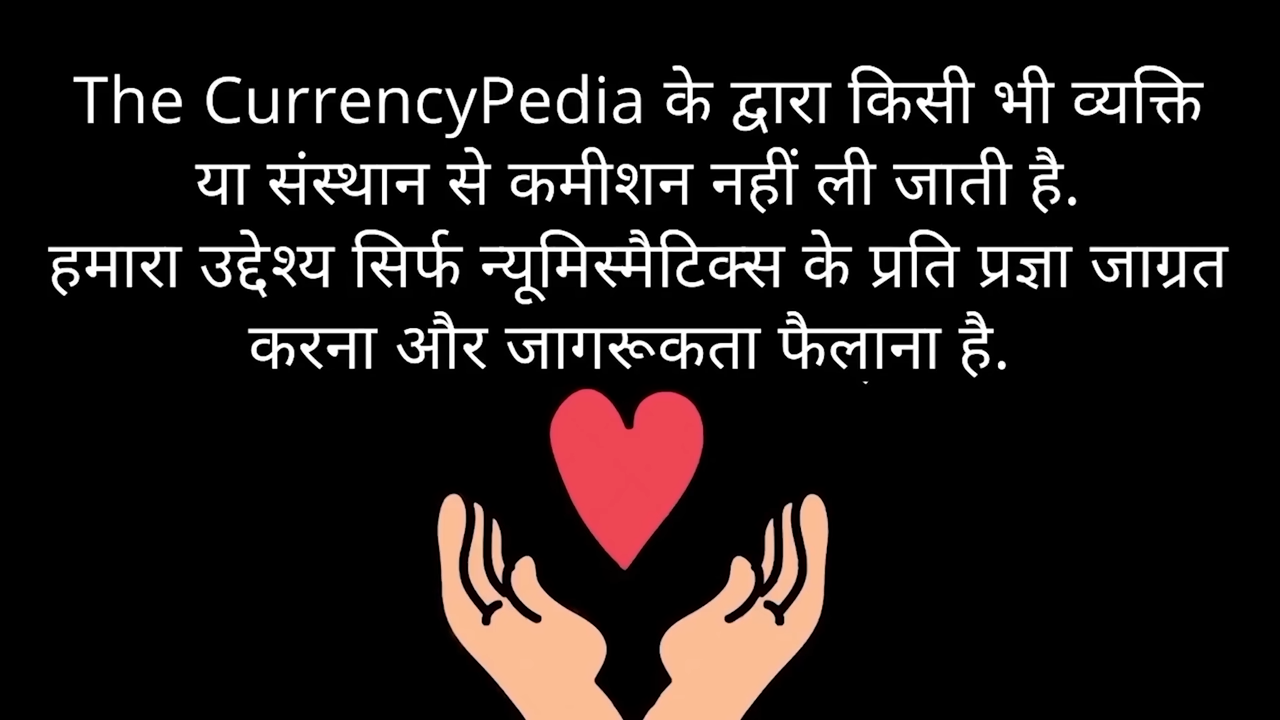 The CurrencyPedia के द्वारा किसी भी व्यक्ति
या संस्थान से कमीशन नहीं ली जाती है.
हमारा उद्देश्य सिर्फ न्यूमिस्मैटिक्स के प्रति प्रज्ञा जाग्रत
करना और जागरूकता फैलाना है.